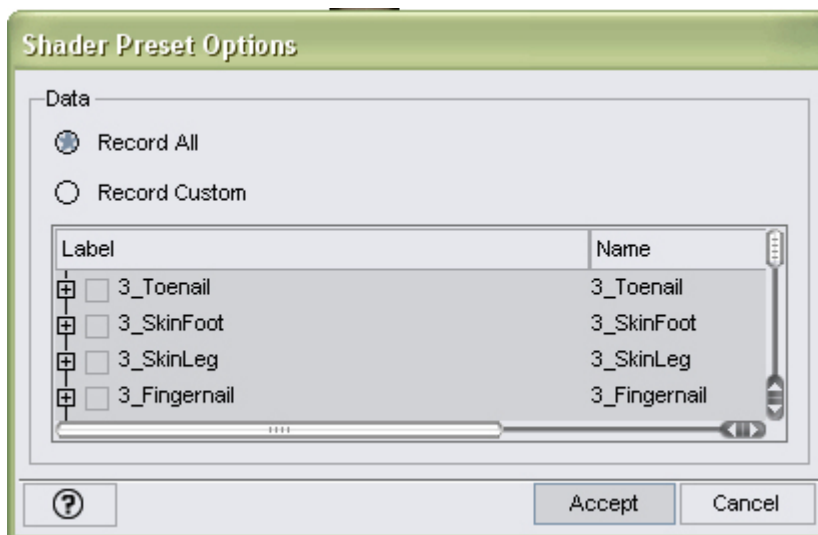 Shader Preset Options
Data
Record All
Record Custom
Label Name
3_Toenail 3_Toenail
3_SkinFoot 3_SkinFoot
3_SkinLeg 3_SkinLeg
3_Fingernail 3_Fingernail
? Accept Cancel